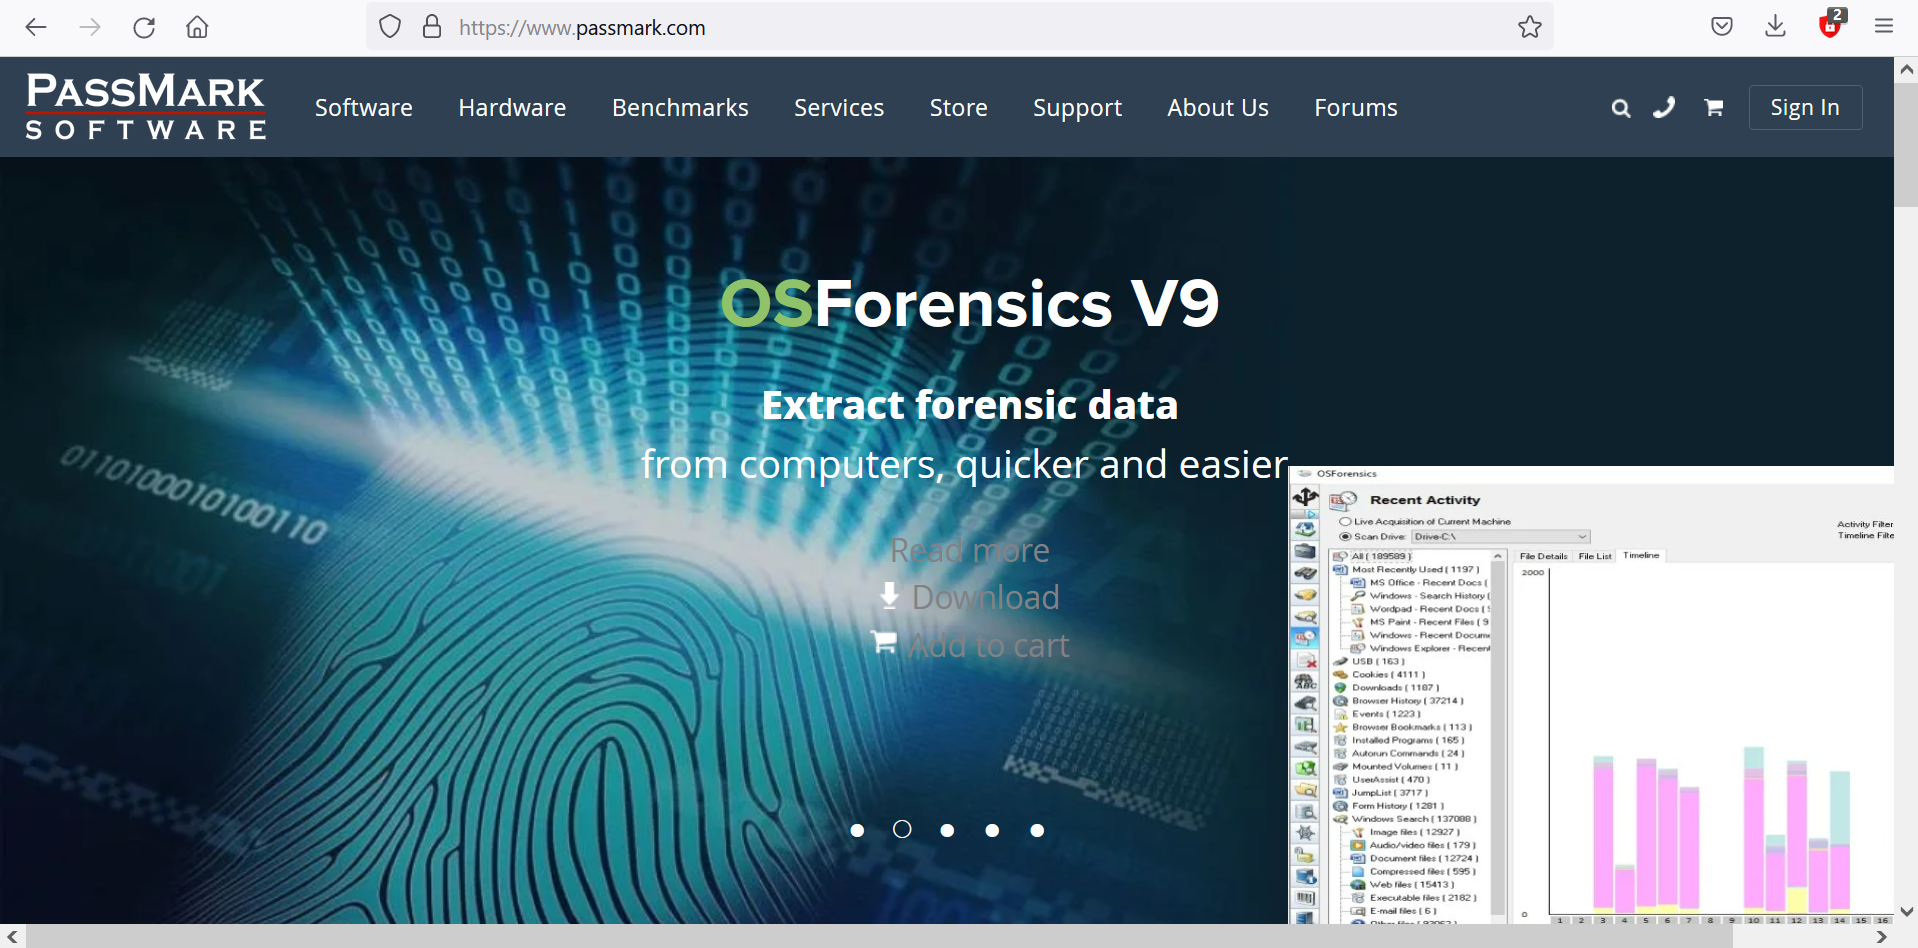 https://www.passmark.com
2
PASSMARK
SOFTWARE
Software Hardware Benchmarks Services Store Support About Us Forums
Sign In
OSForensics V9
Extract forensic data
from computers, quicker and easier
Read more
Download
Add to cart
01101000101100110
OSForensics
Recent Activity
Live Acquisition of Current Machine
Scan Drive: Drive-C:\
Activity Filter
Timeline Filte
File Details File List Timeline
All ( 189589 )
Most Recently Used ( 1197 )
MS Office - Recent Docs (
Windows - Search History (
Wordpad - Recent Docs (
MS Paint - Recent Files ( 9
Windows - Recent Docume
Windows Explorer - Recent
USB ( 163 )
Cookies ( 4111 )
Downloads ( 1187 )
Browser History ( 37214 )
Events ( 1223 )
Browser Bookmarks ( 113 )
Installed Programs ( 165 )
Autorun Commands ( 24 )
Mounted Volumes ( 11 )
UserAssist ( 470 )
JumpList ( 3717 )
Form History ( 1281 )
Windows Search ( 137088 )
Image files ( 12927 )
Audio/video files ( 179 )
Document files ( 12724 )
Compressed files ( 595 )
Web files ( 15413 )
Executable files ( 2182 )
E-mail files ( 6 )
2000
0
1 2 3 4 5 6 7 8 9 10 11 12 13 14 15 16